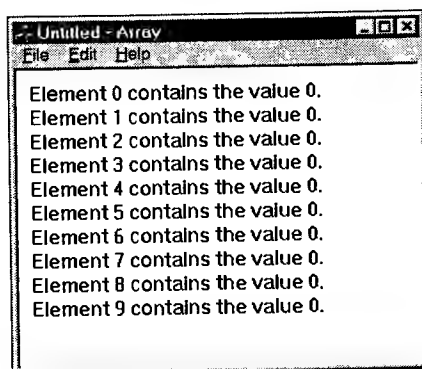 Untitled - Array
File Edit Help
Element 0 contains the value 0.
Element 1 contains the value 0.
Element 2 contains the value 0.
Element 3 contains the value 0.
Element 4 contains the value 0.
Element 5 contains the value 0.
Element 6 contains the value 0.
Element 7 contains the value 0.
Element 8 contains the value 0.
Element 9 contains the value 0.